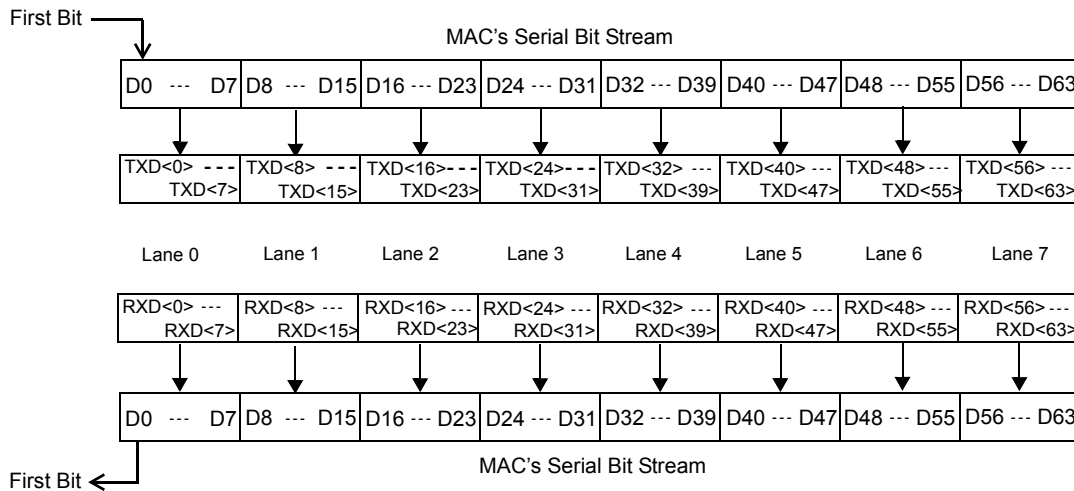 First Bit
MAC's Serial Bit Stream
D0 --- D7 D8 --- D15 D16 --- D23 D24 --- D31 D32 --- D39 D40 --- D47 D48 --- D55 D56 --- D63
TXD<0> --- TXD<8> --- TXD<16>--- TXD<24>--- TXD<32> --- TXD<40> --- TXD<48> --- TXD<56> ---
TXD<7> TXD<15> TXD<23> TXD<31> TXD<39> TXD<47> TXD<55> TXD<63>
Lane 0 Lane 1 Lane 2 Lane 3 Lane 4 Lane 5 Lane 6 Lane 7
RXD<0> --- RXD<8> --- RXD<16> --- RXD<24> --- RXD<32> --- RXD<40> --- RXD<48> --- RXD<56> ---
RXD<7> RXD<15> RXD<23> RXD<31> RXD<39> RXD<47> RXD<55> RXD<63>
D0 --- D7 D8 --- D15 D16 --- D23 D24 --- D31 D32 --- D39 D40 --- D47 D48 --- D55 D56 --- D63
MAC's Serial Bit Stream
First Bit